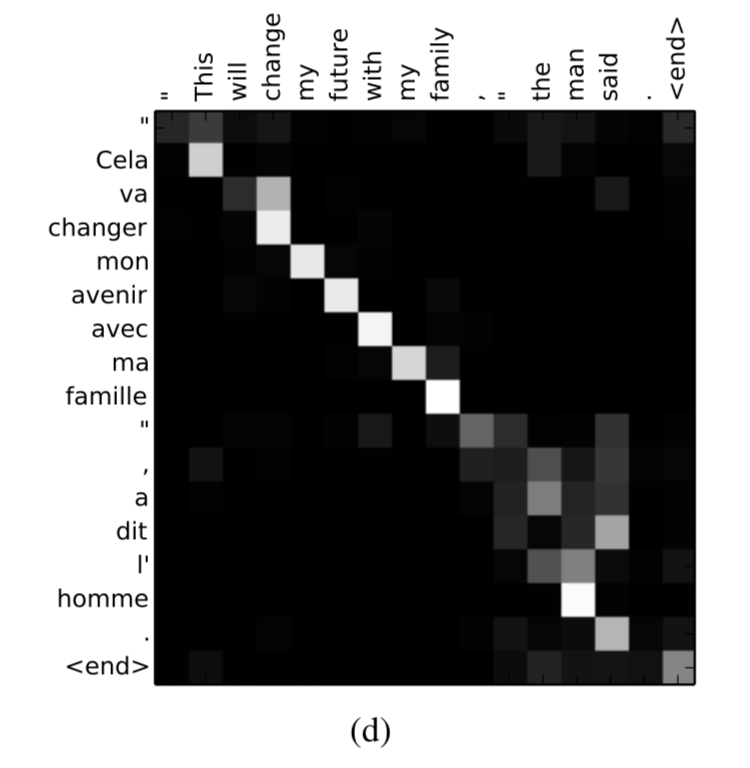 " This will change my future with my family , " the man said . <end>
"
Cela
va
changer
mon
avenir
avec
ma
famille
"
,
a
dit
l'
homme
.
<end>
(d)